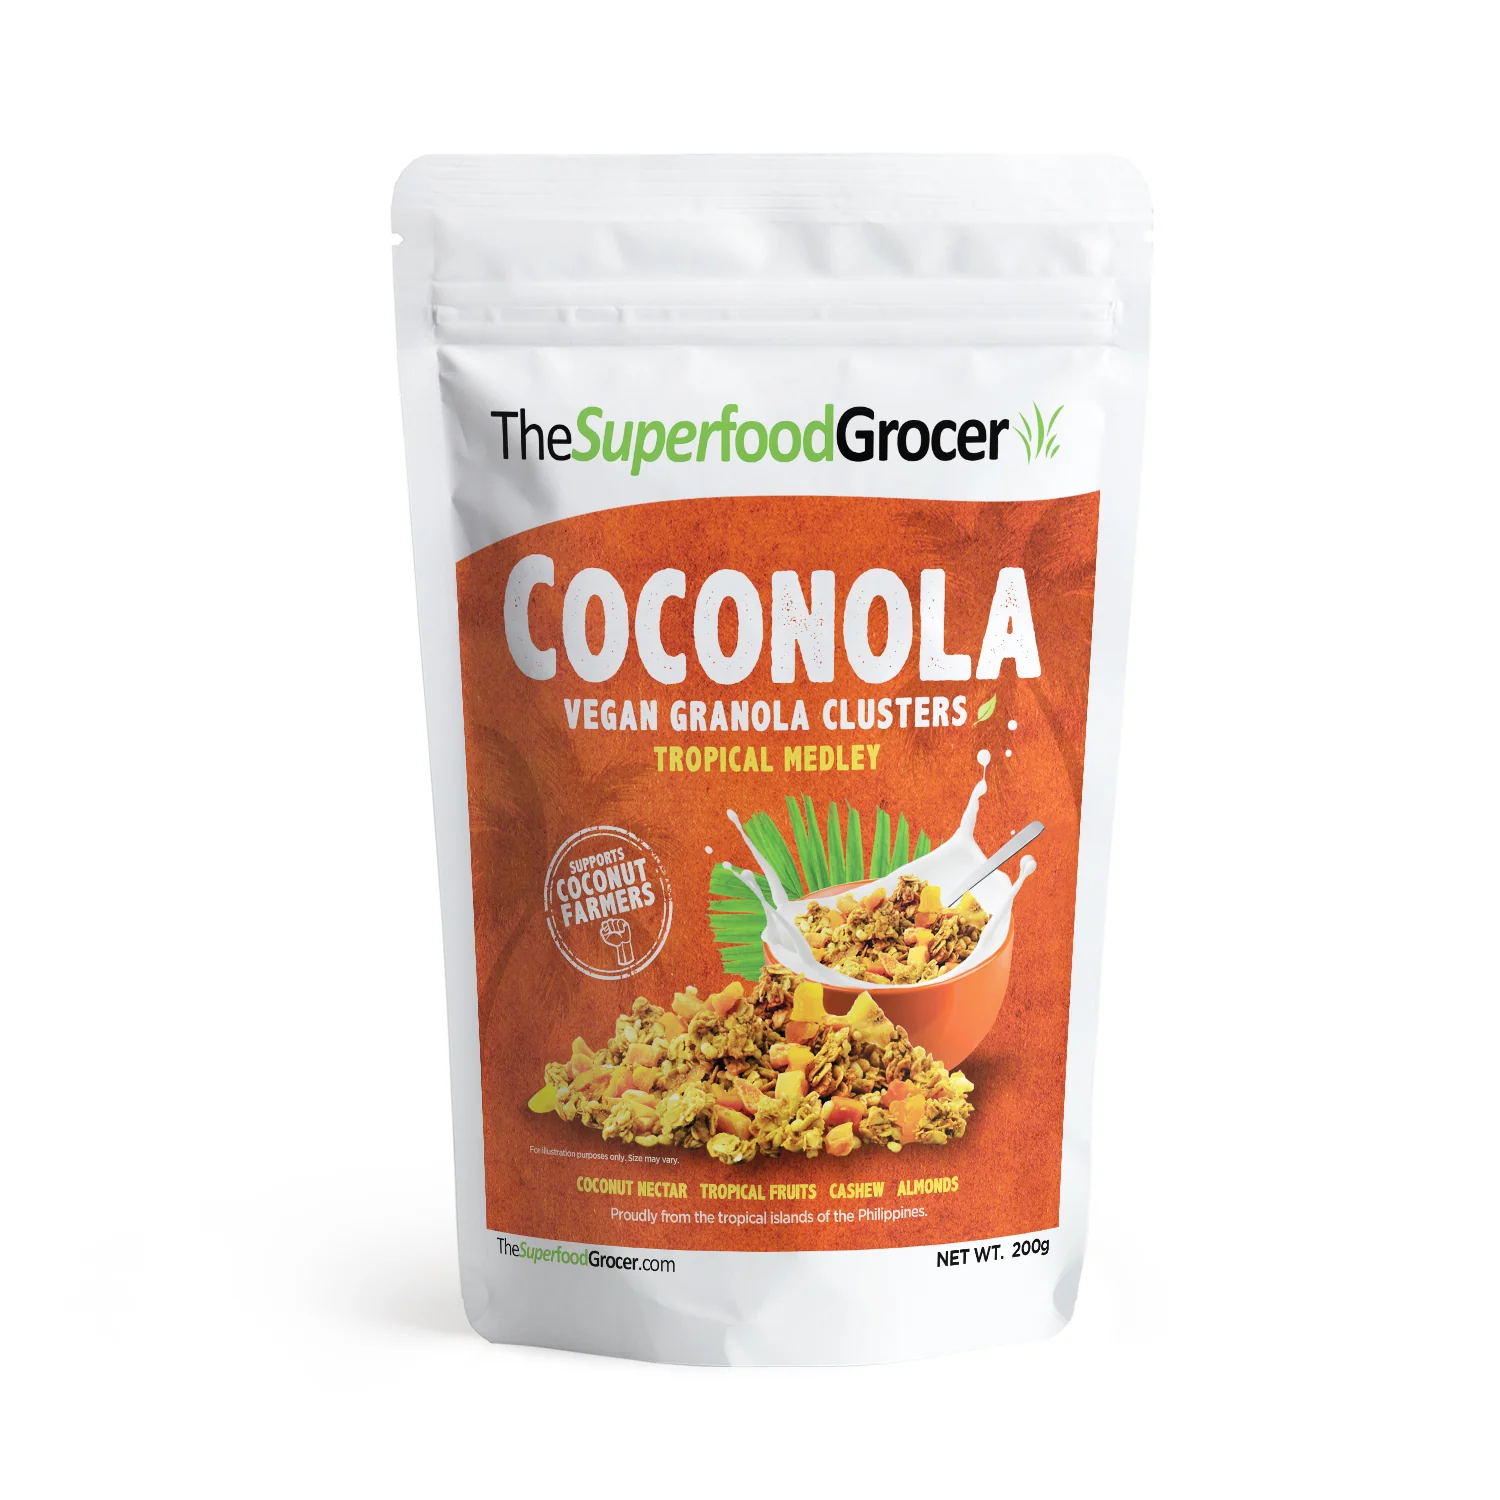 TheSuperfoodGrocer
COCONOLA
VEGAN GRANOLA CLUSTERS
TROPICAL MEDLEY
SUPPORTS
COCONUT
FARMERS
For illustration purposes only. Size may vary.
COCONUT NECTAR TROPICAL FRUITS CASHEW ALMONDS
Proudly from the tropical islands of the Philippines.
TheSuperfoodGrocer.com
NET WT. 200g